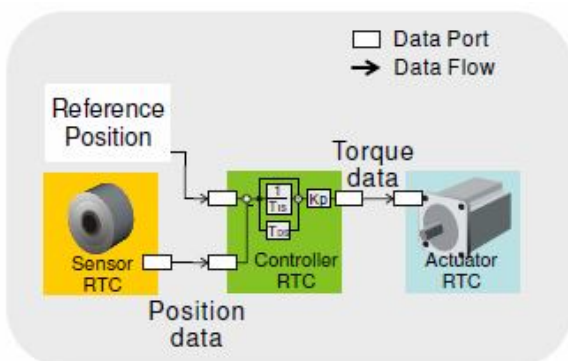 Data Port
Data Flow
Reference
Position
Torque
data
1
TIS
Kp
TDS
Sensor
RTC
Controller
RTC
Actuator
RTC
Position
data